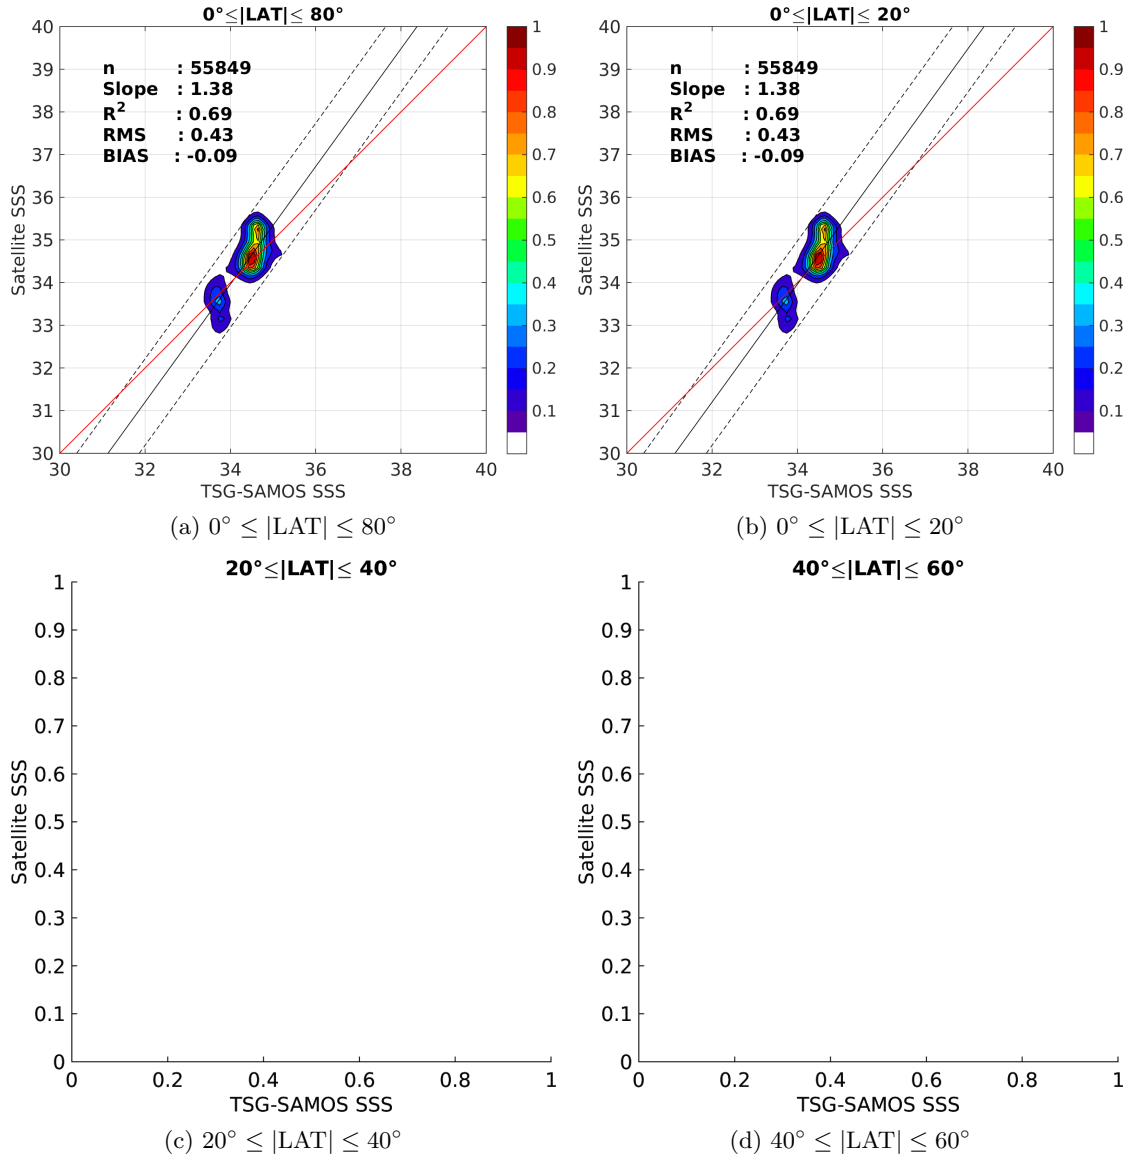 0°≤|LAT|≤ 80°
40
39
38
37
36
35
34
33
32
31
30
Satellite SSS
n : 55849
Slope : 1.38
R² : 0.69
RMS : 0.43
BIAS : -0.09
30 32 34 36 38 40
TSG-SAMOS SSS
1
0.9
0.8
0.7
0.6
0.5
0.4
0.3
0.2
0.1
(a) 0° ≤ |LAT| ≤ 80°
0°≤|LAT|≤ 20°
40
39
38
37
36
35
34
33
32
31
30
Satellite SSS
n : 55849
Slope : 1.38
R² : 0.69
RMS : 0.43
BIAS : -0.09
30 32 34 36 38 40
TSG-SAMOS SSS
1
0.9
0.8
0.7
0.6
0.5
0.4
0.3
0.2
0.1
(b) 0° ≤ |LAT| ≤ 20°
20°≤|LAT|≤ 40°
1
0.9
0.8
0.7
0.6
0.5
0.4
0.3
0.2
0.1
0
Satellite SSS
0 0.2 0.4 0.6 0.8 1
TSG-SAMOS SSS
(c) 20° ≤ |LAT| ≤ 40°
40°≤|LAT|≤ 60°
1
0.9
0.8
0.7
0.6
0.5
0.4
0.3
0.2
0.1
0
Satellite SSS
0 0.2 0.4 0.6 0.8 1
TSG-SAMOS SSS
(d) 40° ≤ |LAT| ≤ 60°